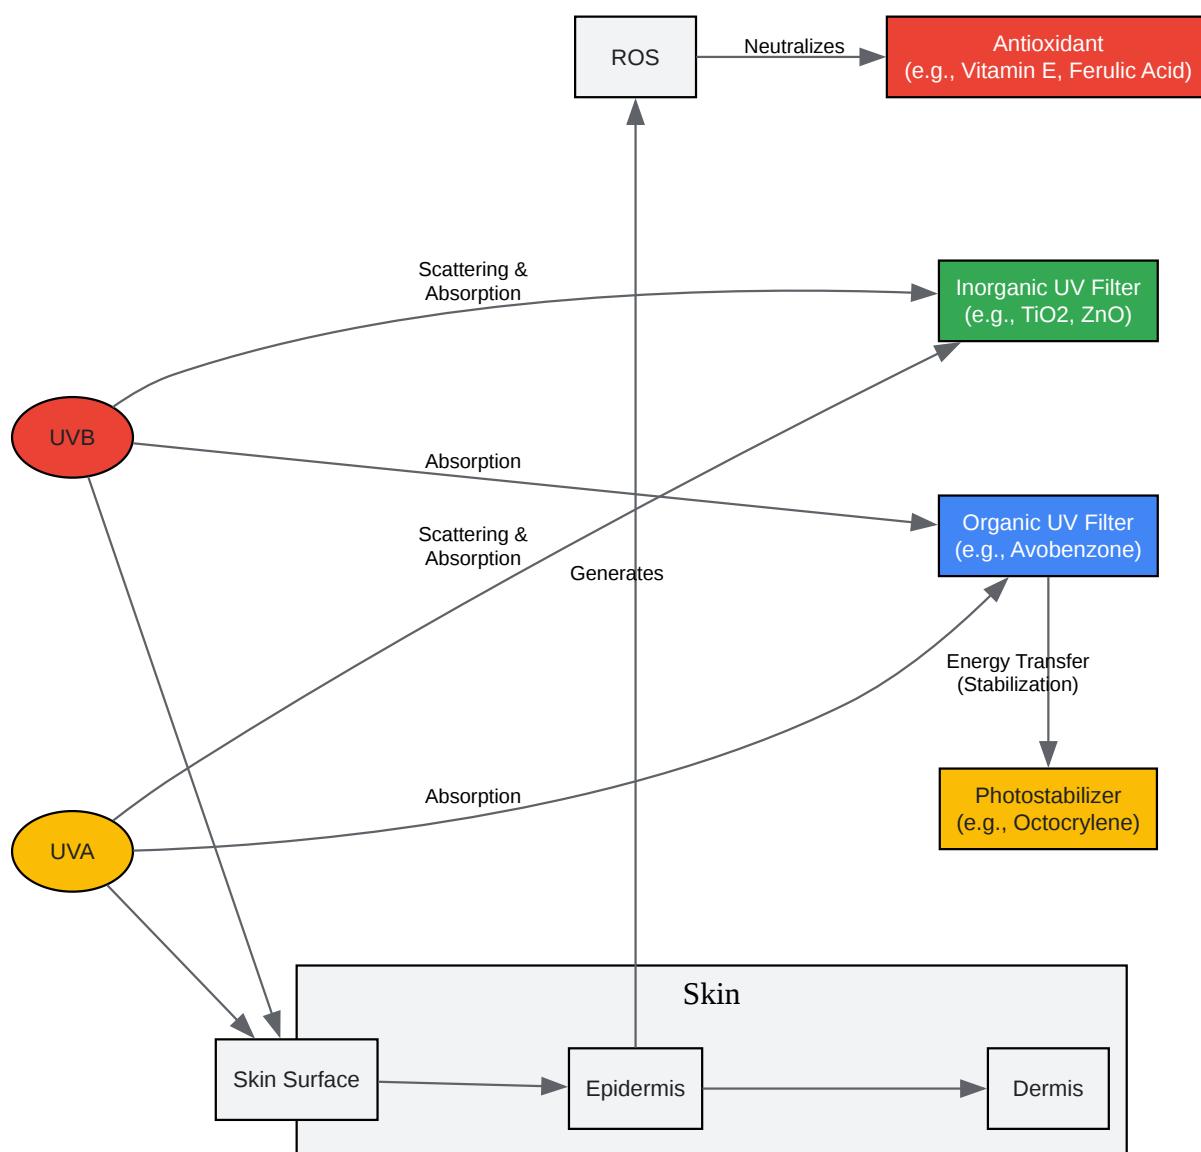 ROS
Neutralizes
Antioxidant
(e.g., Vitamin E, Ferulic Acid)
Scattering &
Absorption
Inorganic UV Filter
(e.g., TiO2, ZnO)
UVB
Absorption
Organic UV Filter
(e.g., Avobenzone)
Scattering &
Absorption
Generates
Energy Transfer
(Stabilization)
Absorption
Photostabilizer
(e.g., Octocrylene)
UVA
Skin
Skin Surface
Epidermis
Dermis